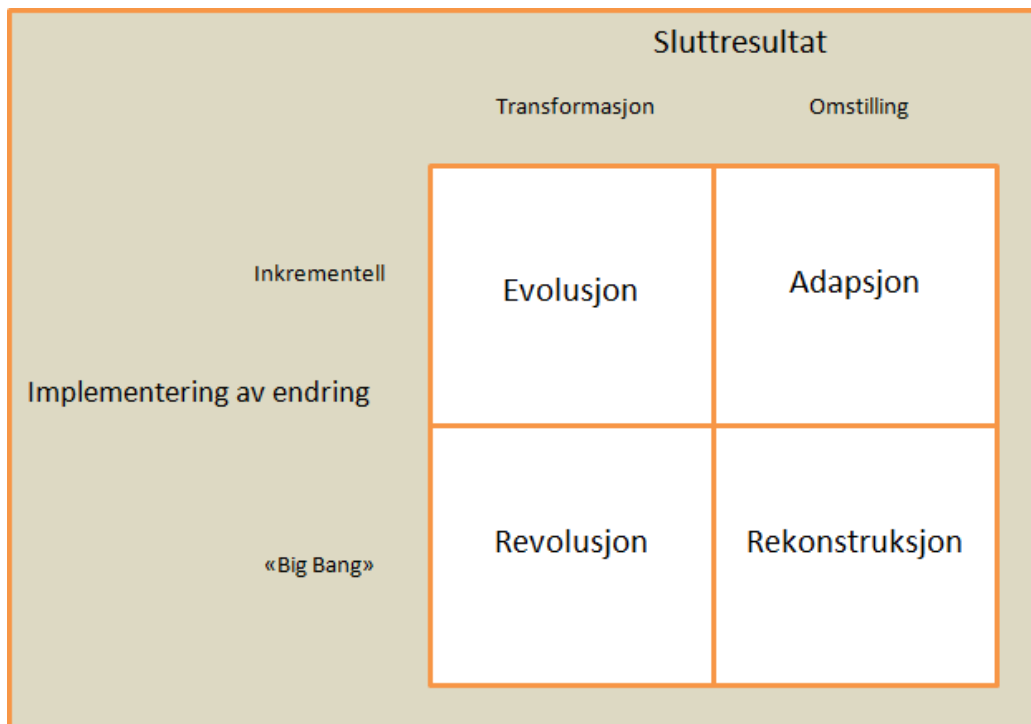 Sluttresultat
Transformasjon Omstilling
Inkrementell
Evolusjon Adapsjon
Implementering av endring
Revolusjon Rekonstruksjon
«Big Bang»